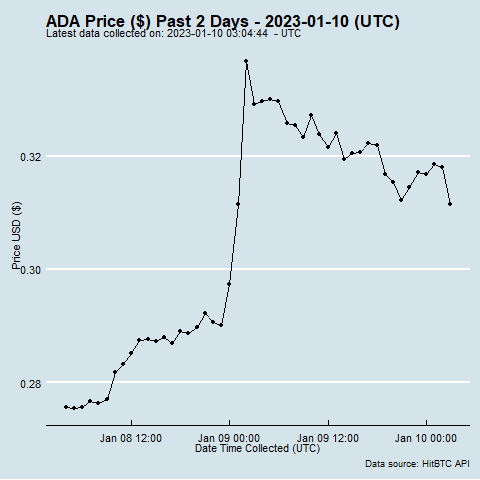 ADA Price ($) Past 2 Days - 2023-01-10 (UTC)
Latest data collected on: 2023-01-10 03:04:44 - UTC
Price USD ($)
0.32
0.30
0.28
Jan 08 12:00 Jan 09 00:00 Jan 09 12:00 Jan 10 00:00
Date Time Collected (UTC)
Data source: HitBTC API